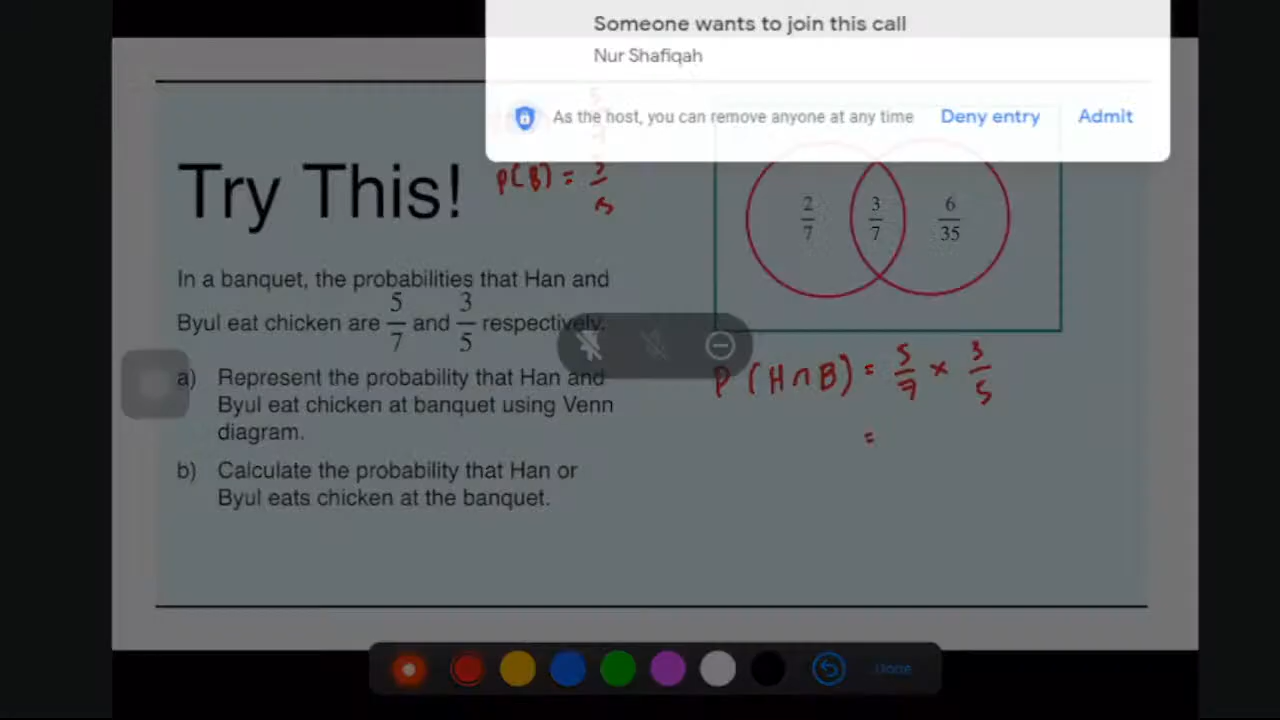 Someone wants to join this call
Nur Shafiqah
As the host, you can remove anyone at any time
Deny entry
Admit
Try This!
P(B) = 3/5
In a banquet, the probabilities that Han and
Byul eat chicken are 5/7 and 3/5 respectively.
a) Represent the probability that Han and
Byul eat chicken at banquet using Venn
diagram.
b) Calculate the probability that Han or
Byul eats chicken at the banquet.
2/7
3/7
6/35
P(H∩B) = 5/7 × 3/5
=
Done